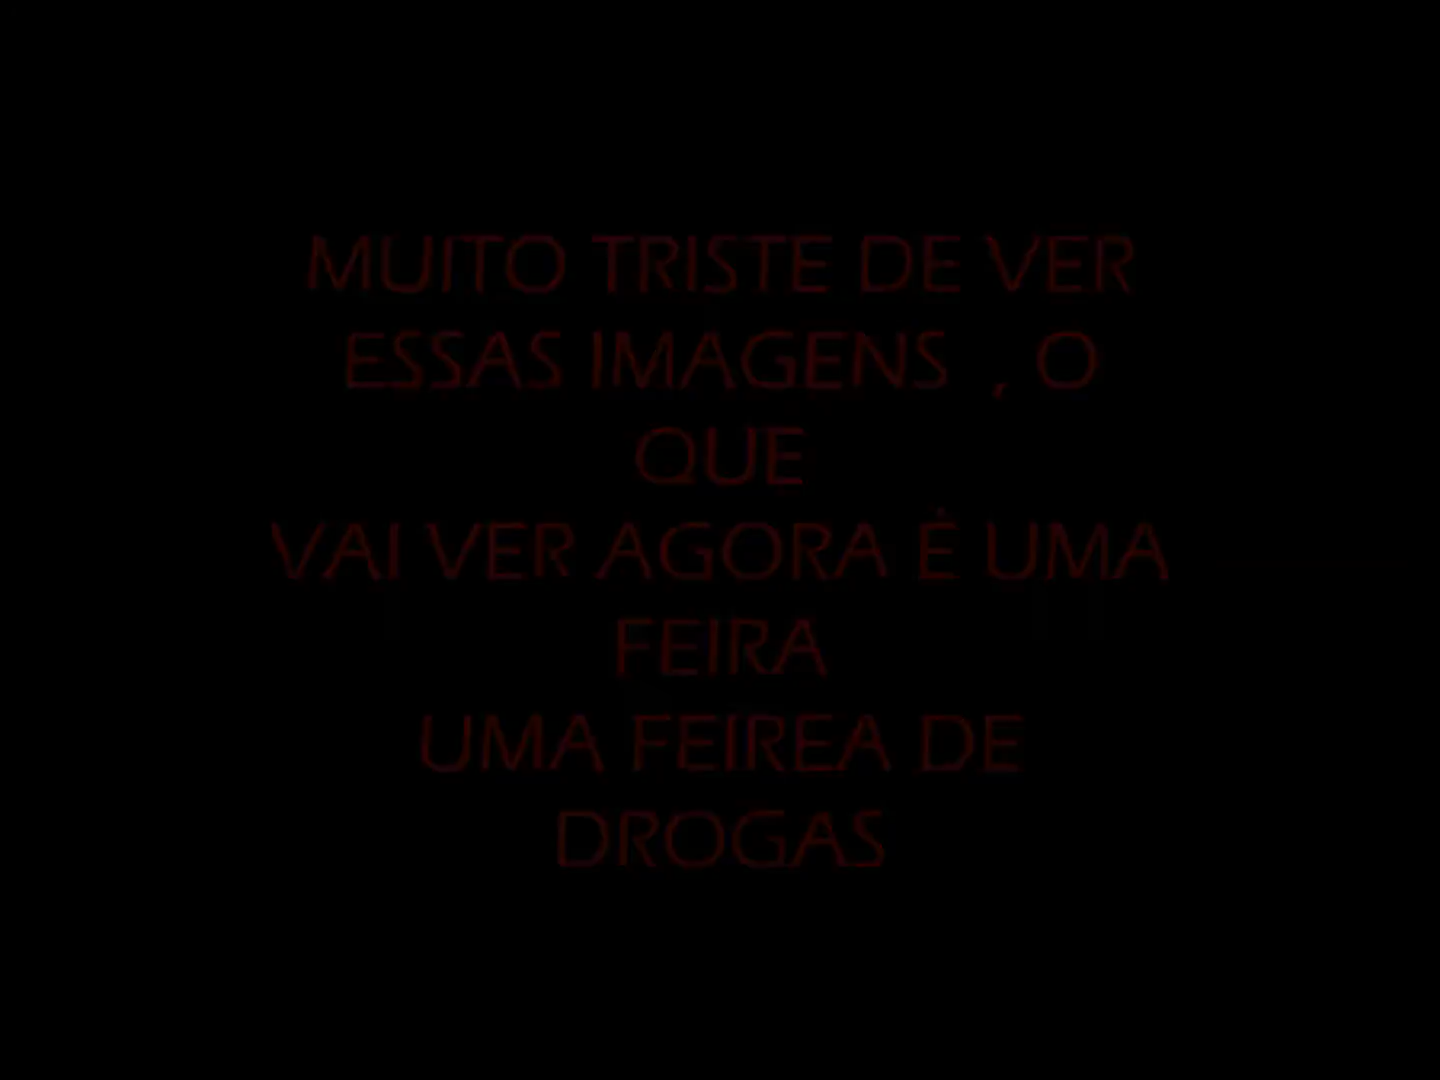 MUITO TRISTE DE VER
ESSAS IMAGENS , O
QUE
VAI VER AGORA É UMA
FEIRA
UMA FEIREA DE
DROGAS